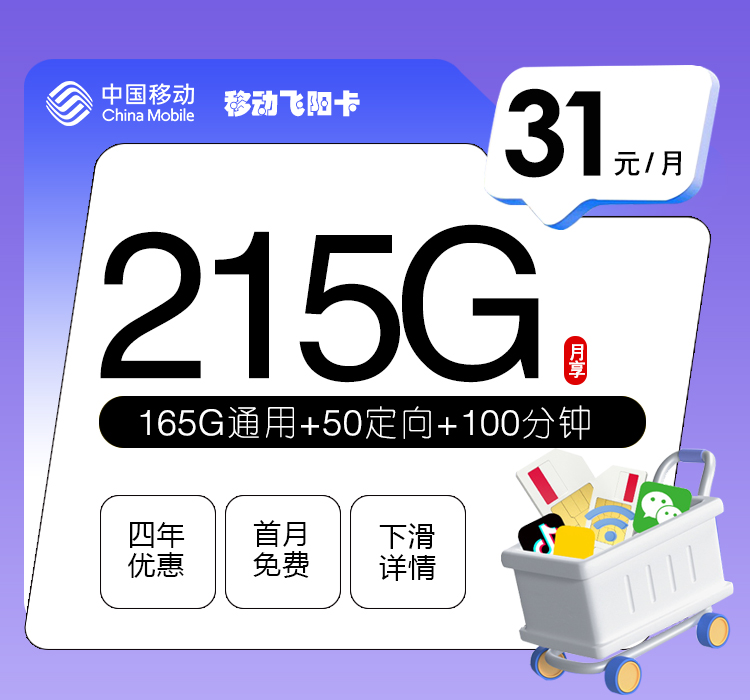 中国移动
China Mobile
移动飞阳卡
31元/月
215G
月享
165G通用+50定向+100分钟
四年
优惠
首月
免费
下滑
详情